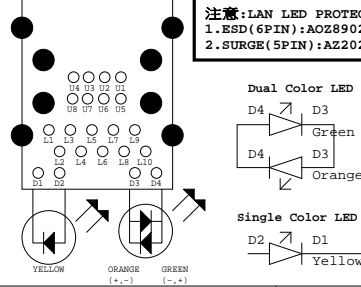 注意:LAN LED PROTE
1.ESD(6PIN):AOZ8902
2.SURGE(5PIN):AZ202
U4 U3 U2 U1
U8 U7 U6 U5
L1 L3 L5 L7 L9
L2 L4 L6 L8 L10
D1 D2 D3 D4
YELLOW
ORANGE GREEN
(+,-) (-,+)
Dual Color LED
D4 D3
Green
D4 D3
Orange
Single Color LED
D2 D1
Yellow